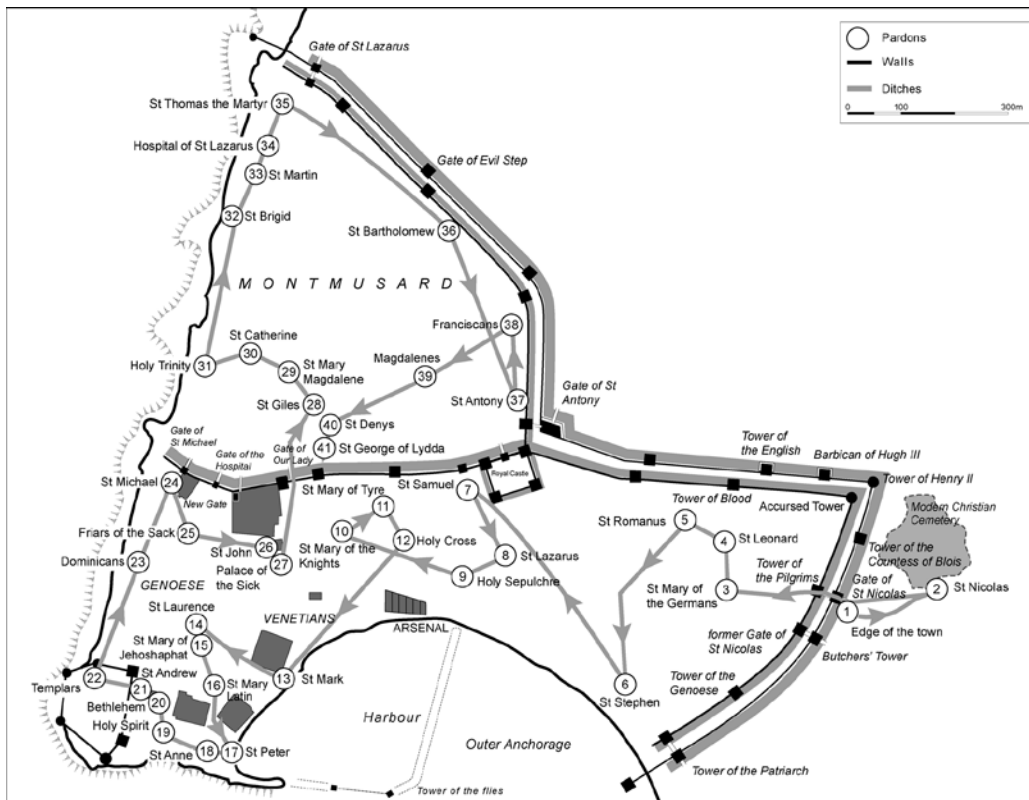 Gate of St Lazarus
Pardons
Walls
Ditches
0 100 300m
St Thomas the Martyr
35
Hospital of St Lazarus
34
33
St Martin
Gate of Evil Step
32
St Brigid
St Bartholomew
36
MONTMUSARD
Franciscans
38
St Catherine
30
Holy Trinity
31
29
St Mary
Magdalene
Magdalenes
39
St Giles
28
St Antony
37
Gate of St
Antony
40
St Denys
41
St George of Lydda
Gate of
St Michael
Gate of the
Hospital
Gate of
Our Lady
Tower of
the English
Barbican of Hugh III
St Michael
24
New Gate
St Mary of Tyre
St Samuel
7
Royal Castle
Tower of Blood
Accursed Tower
Tower of Henry II
Modern Christian
Cemetery
11
Friars of the Sack
25
10
St Mary of the
Knights
12
Holy Cross
St Romanus
5
4
St Leonard
St John
26
Palace of
the Sick
27
8
St Lazarus
9
Holy Sepulchre
Tower of the
Countess of Blois
Dominicans
23
GENOESE
Tower of
the Pilgrims
Gate of
St Nicolas
2
St Nicolas
St Mary of
the Germans
3
1
Edge of the town
St Laurence
14
VENETIANS
ARSENAL
St Mary of
Jehoshaphat
15
former Gate of
St Nicolas
Butchers' Tower
St Andrew
Templars
22
21
16
St Mary
Latin
13
St Mark
6
St Stephen
Tower of the
Genoese
Bethlehem
20
Holy Spirit
19
Harbour
Outer Anchorage
St Anne
18
17
St Peter
Tower of the Patriarch
Tower of the flies